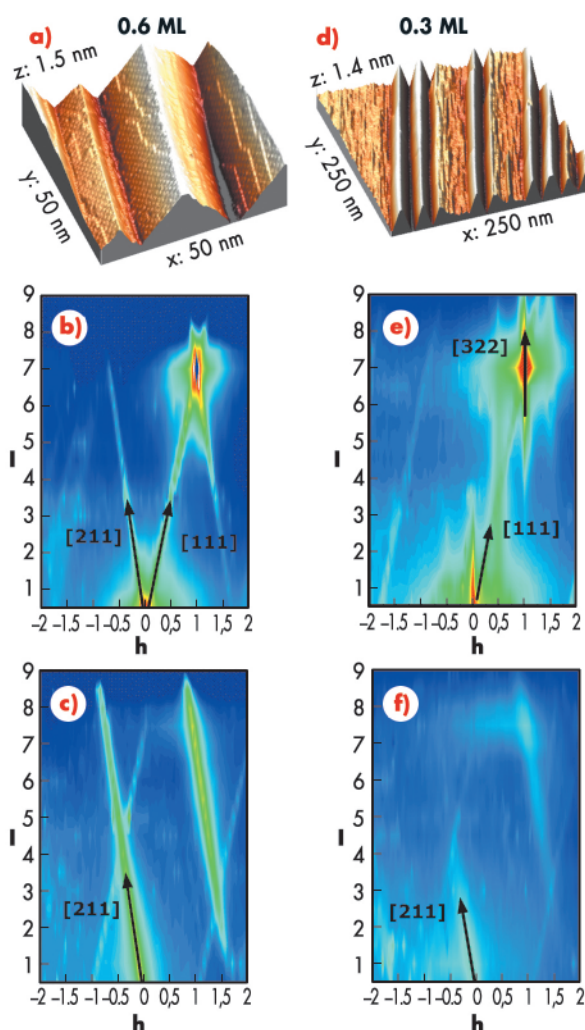 a) 0.6 ML
z: 1.5 nm
y: 50 nm
x: 50 nm
d) 0.3 ML
z: 1.4 nm
y: 250 nm
x: 250 nm
b)
9
8
7
6
5
4
3
2
1
l
[211]
[111]
–2 –1.5 –1 –0.5 0 0,5 1 1,5 2
h
e)
9
8
7
6
5
4
3
2
1
l
[322]
[111]
–2 –1.5 –1 –0.5 0 0,5 1 1,5 2
h
c)
9
8
7
6
5
4
3
2
1
l
[211]
–2 –1.5 –1 –0.5 0 0,5 1 1,5 2
h
f)
9
8
7
6
5
4
3
2
1
l
[211]
–2 –1.5 –1 –0.5 0 0,5 1 1,5 2
h